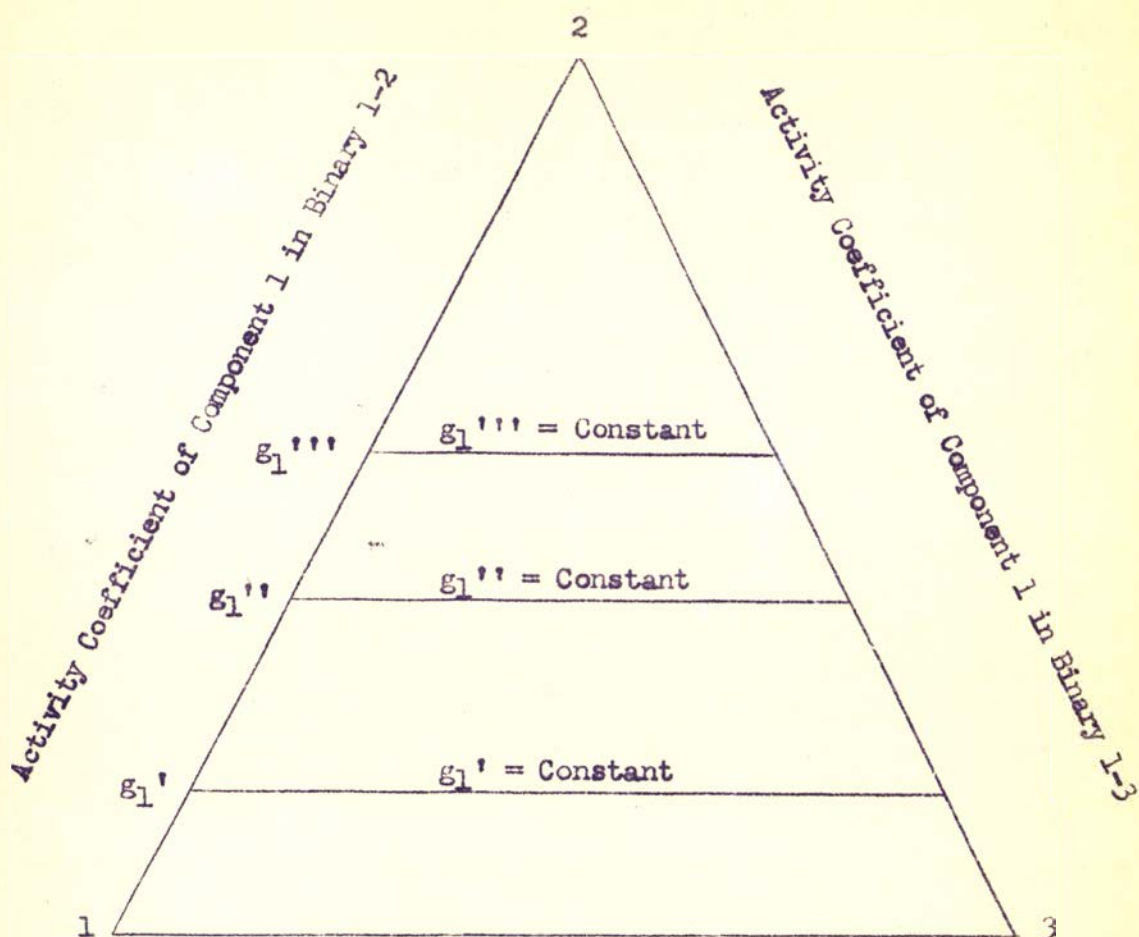 2
Activity Coefficient of Component 1 in Binary 1-2
Activity Coefficient of Component 1 in Binary 1-3
g₁''' g₁''' = Constant
g₁'' g₁'' = Constant
g₁' g₁' = Constant
1 3